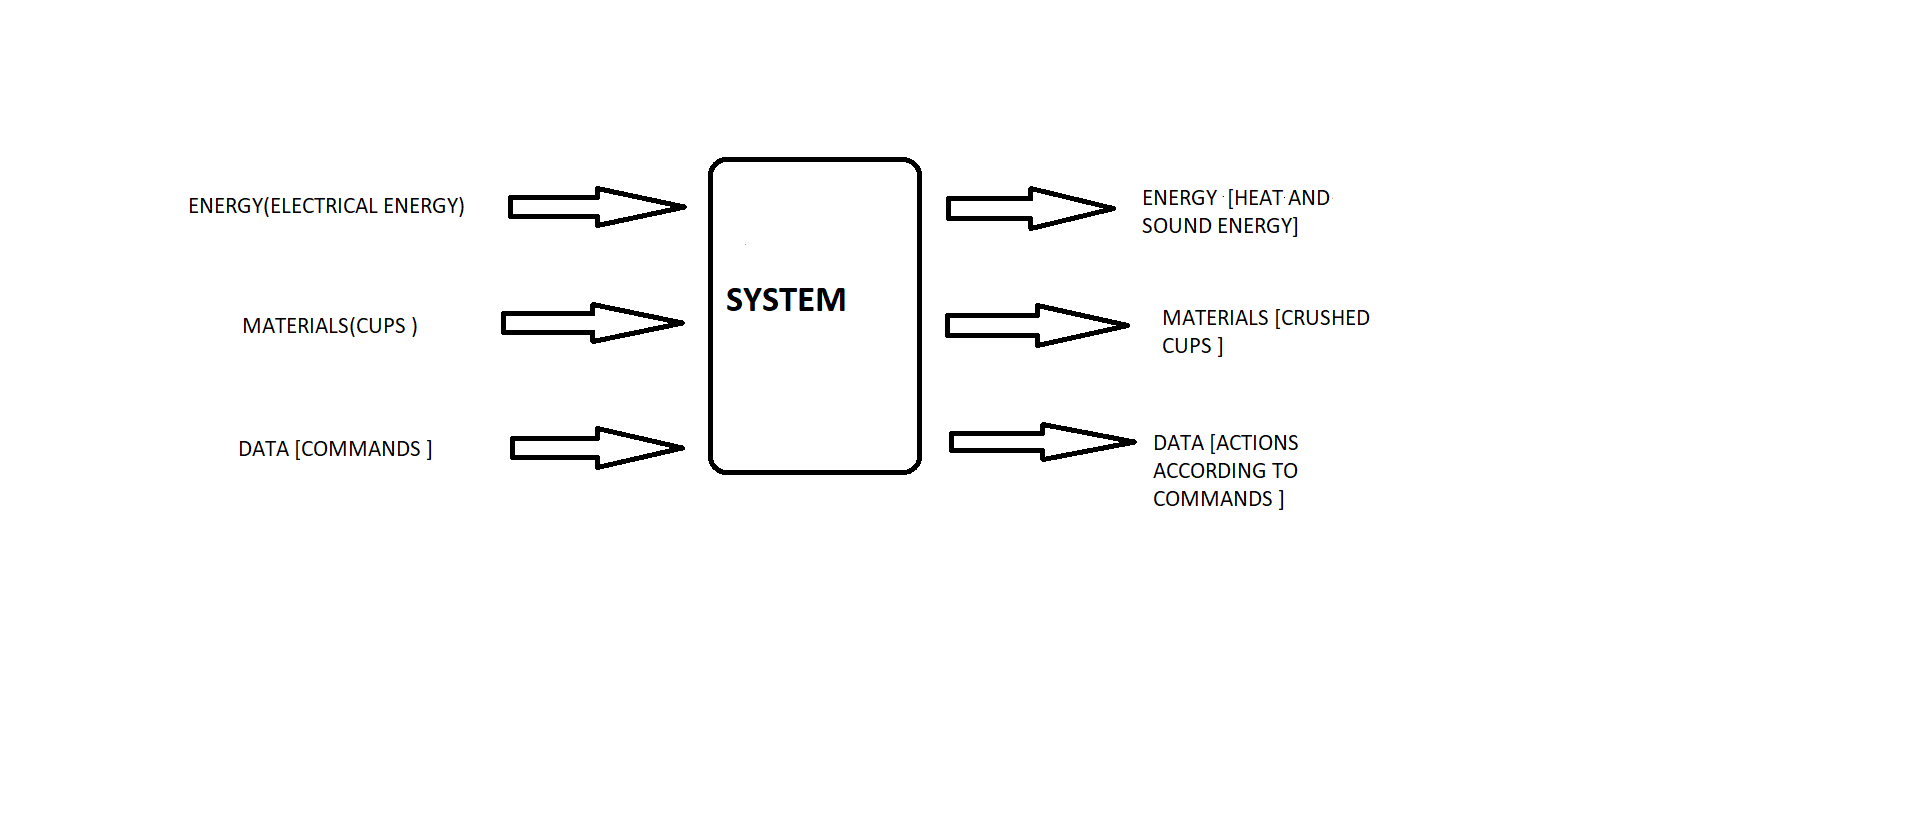 ENERGY(ELECTRICAL ENERGY)
MATERIALS(CUPS )
DATA [COMMANDS ]
SYSTEM
ENERGY [HEAT AND
SOUND ENERGY]
MATERIALS [CRUSHED
CUPS ]
DATA [ACTIONS
ACCORDING TO
COMMANDS ]